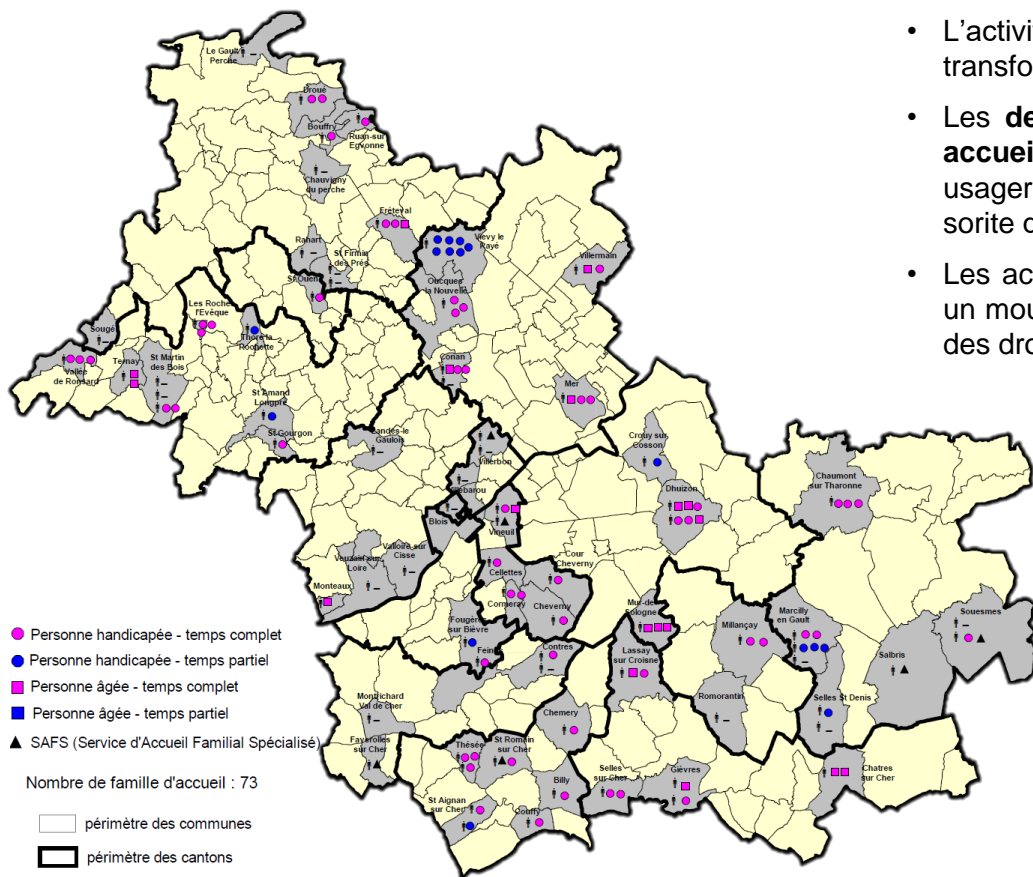 • L'activi
transfo
• Les de
accuei
usager
sorite d
• Les ac
un mou
des dro
Le Gault
Perche
Droué
Bouffry
Ruan-sur
Egvonne
Chauvigny
du perche
Fréteval
Viévy le
Rayé
Rahart
St Firmin
des Prés
Villermain
Oucques
la Nouvelle
St Ouen
Les Roches
l'Evêque
Sougé
Thoré la
Rochette
Vallée
de Ronsard
Ternay
St Martin
des Bois
Conan
Mer
St Amand
Longpré
St Gourgon
Landes-le
Gaulois
Villerbon
Crouy sur
Cosson
Chaumont
sur Tharonne
Dhuizon
Blois
Vineuil
Valloire sur
Cisse
Veuzain sur
Loire
Monteaux
Cellettes
Cour
Cheverny
Cormeray
Cheverny
Mur-de
Sologne
Millançay
Marcilly
en Gault
Souesmes
Fougères
sur Bièvre
Feings
Contres
Lassay
sur Croisne
Salbris
Romorantin
Selles St Denis
Montrichard
Val de cher
Chemery
Faverolles
sur Cher
Thésée
St Romain
sur Cher
Billy
Selles
sur Cher
Gièvres
Chatres
sur Cher
St Aignan
sur Cher
Couffy
Personne handicapée - temps complet
Personne handicapée - temps partiel
Personne âgée - temps complet
Personne âgée - temps partiel
SAFS (Service d'Accueil Familial Spécialisé)
Nombre de famille d'accueil : 73
périmètre des communes
périmètre des cantons